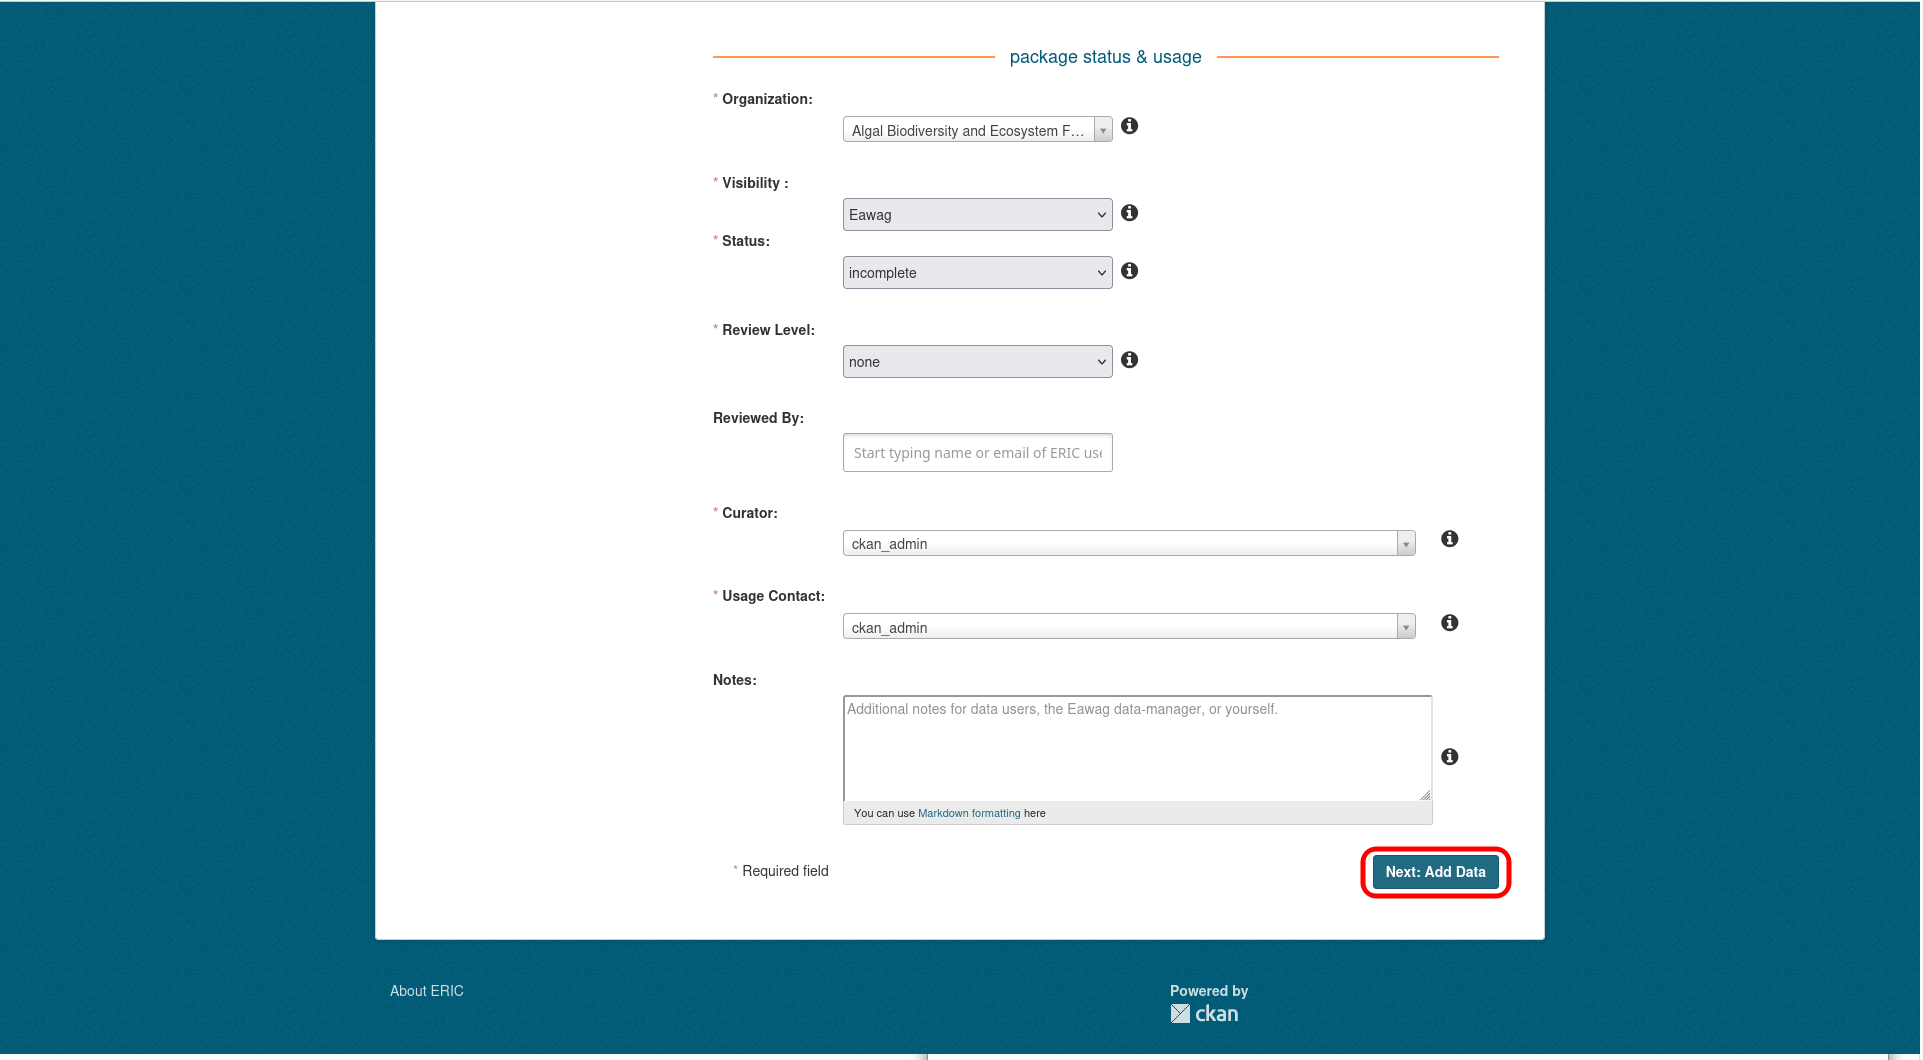 package status & usage
* Organization:
Algal Biodiversity and Ecosystem F...
* Visibility :
Eawag
* Status:
incomplete
* Review Level:
none
Reviewed By:
Start typing name or email of ERIC use
* Curator:
ckan_admin
* Usage Contact:
ckan_admin
Notes:
Additional notes for data users, the Eawag data-manager, or yourself.
You can use Markdown formatting here
* Required field
Next: Add Data
About ERIC
Powered by
ckan